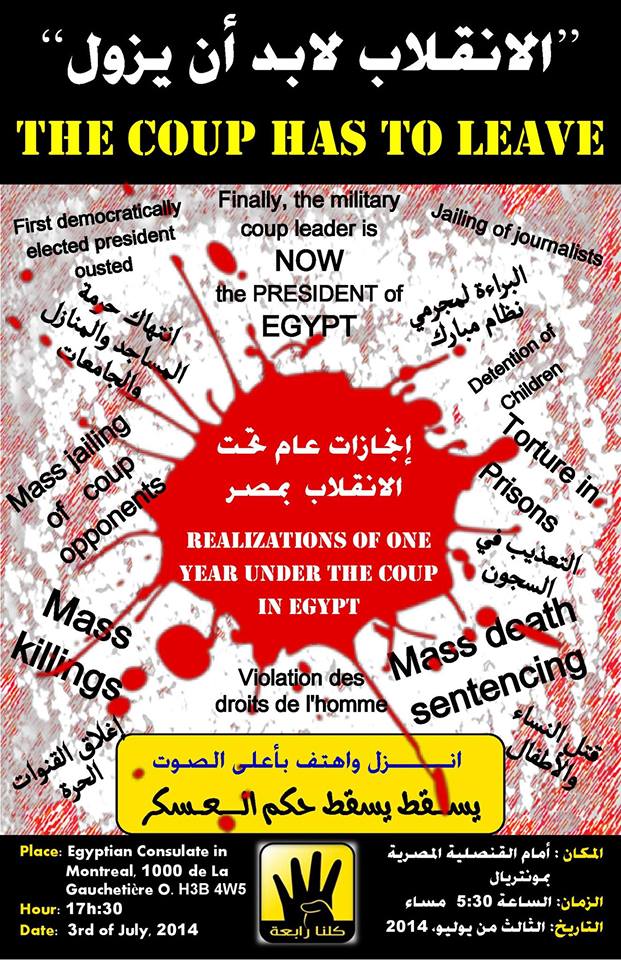 “الانقلاب لابد أن يزول”
THE COUP HAS TO LEAVE
First democratically
elected president
ousted
Finally, the military
coup leader is
NOW
the PRESIDENT of
EGYPT
Jailing of journalists
انتهاك حرمة
المساجد والمنازل
والجامعات
البراءة لمجرمي
نظام مبارك
Detention of
Children
Mass jailing
of coup
opponents
إنجازات عام تحت
الانقلاب بمصر
REALIZATIONS OF ONE
YEAR UNDER THE COUP
IN EGYPT
Torture in
Prisons
التعذيب في
السجون
Mass
killings
Violation des
droits de l'homme
Mass death
sentencing
إغلاق القنوات
الحرة
قتل النساء
والأطفال
انـزل واهتف بأعلى الصوت
يسقط يسقط حكم العسكر
Place: Egyptian Consulate in
Montreal, 1000 de La
Gauchetière O. H3B 4W5
Hour: 17h:30
Date: 3rd of July, 2014
كلنا رابعة
المكان : أمام القنصلية المصرية
بمونتريال
الزمان: الساعة 5:30 مساء
التاريخ: الثالث من يوليو، 2014